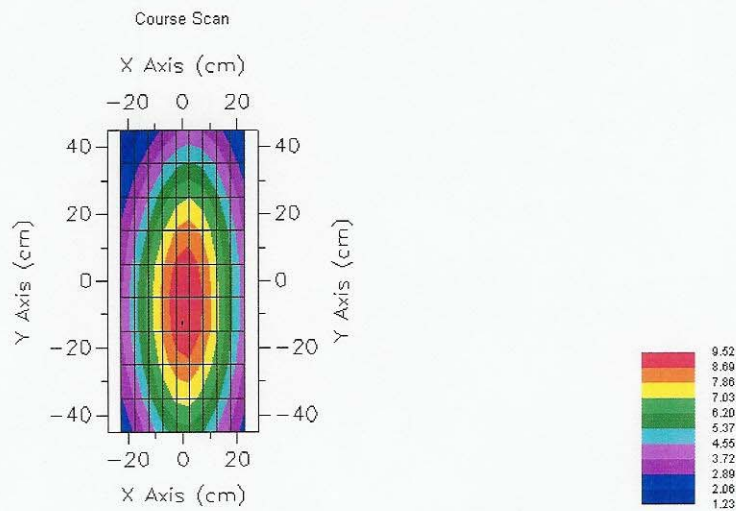 Course Scan
X Axis (cm)
−20 0 20
40 40
20 20
0 0
−20 −20
−40 −40
Y Axis (cm)
Y Axis (cm)
−20 0 20
X Axis (cm)
9.52
8.69
7.86
7.03
6.20
5.37
4.55
3.72
2.89
2.06
1.23